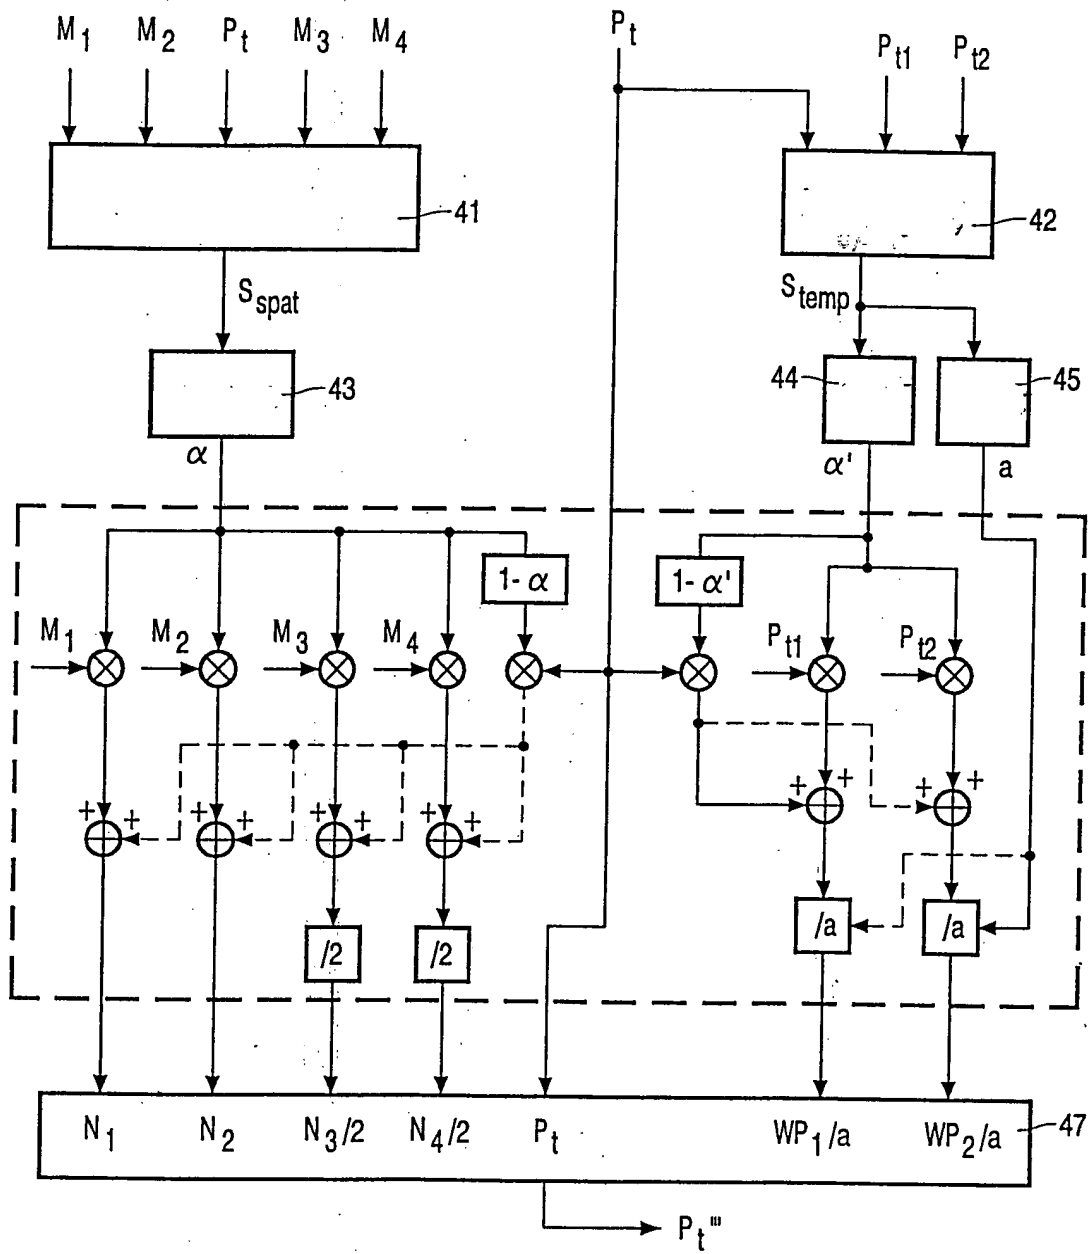 M1 M2 Pt M3 M4 Pt Pt1 Pt2
41 42
Sspat Stemp
43 44 45
α α' a
1-α 1-α'
M1 M2 M3 M4 Pt1 Pt2
+ +
+ + + + + + + + + +
/a /a
/2 /2
N1 N2 N3/2 N4/2 Pt WP1/a WP2/a 47
Pt'''